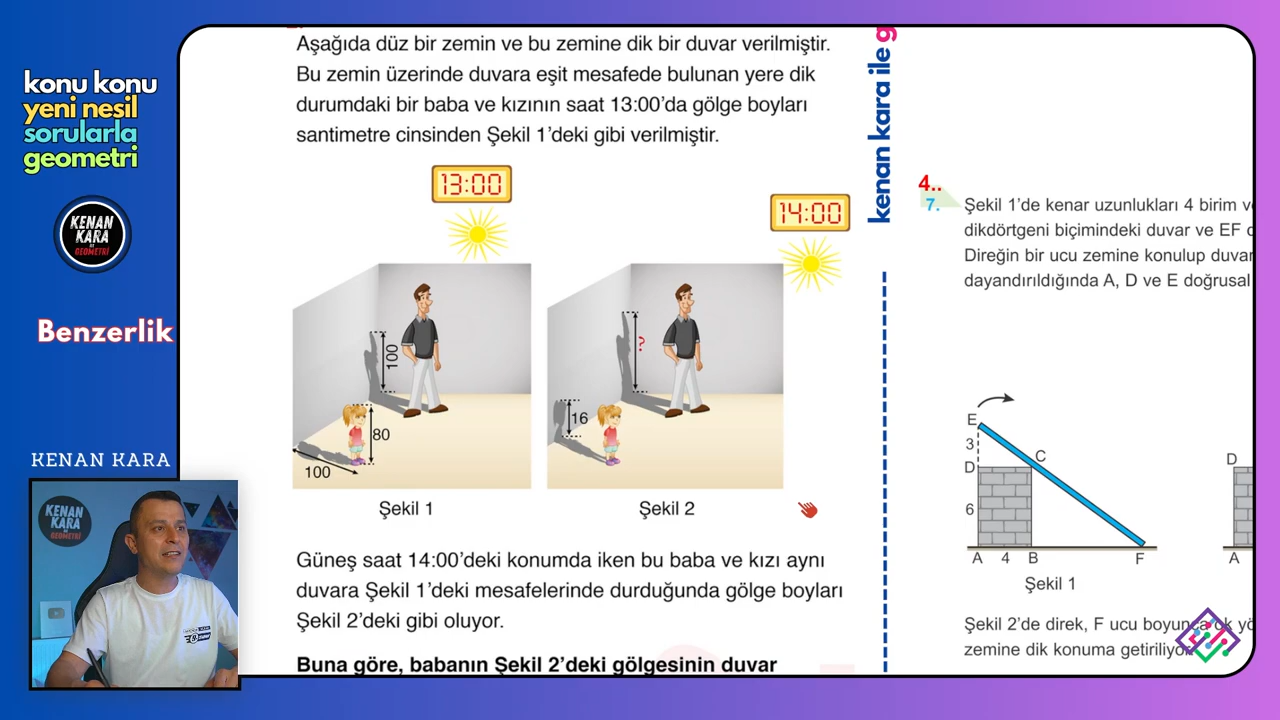 konu konu
yeni nesil
sorularla
geometri
KENAN
KARA
ile
GEOMETRİ
Benzerlik
KENAN KARA
Aşağıda düz bir zemin ve bu zemine dik bir duvar verilmiştir.
Bu zemin üzerinde duvara eşit mesafede bulunan yere dik
durumdaki bir baba ve kızının saat 13:00’da gölge boyları
santimetre cinsinden Şekil 1’deki gibi verilmiştir.
13:00
14:00
100
80
100
?
16
Şekil 1
Şekil 2
Güneş saat 14:00’deki konumda iken bu baba ve kızı aynı
duvara Şekil 1’deki mesafelerinde durduğunda gölge boyları
Şekil 2’deki gibi oluyor.
Buna göre, babanın Şekil 2’deki gölgesinin duvar
kenan kara ile g
4..
7.
Şekil 1’de kenar uzunlukları 4 birim v
dikdörtgeni biçimindeki duvar ve EF d
Direğin bir ucu zemine konulup duvar
dayandırıldığında A, D ve E doğrusal
E
3
D
C
6
A
4
B
F
Şekil 1
D
A
Şekil 2’de direk, F ucu boyunca ok yö
zemine dik konuma getiriliyor